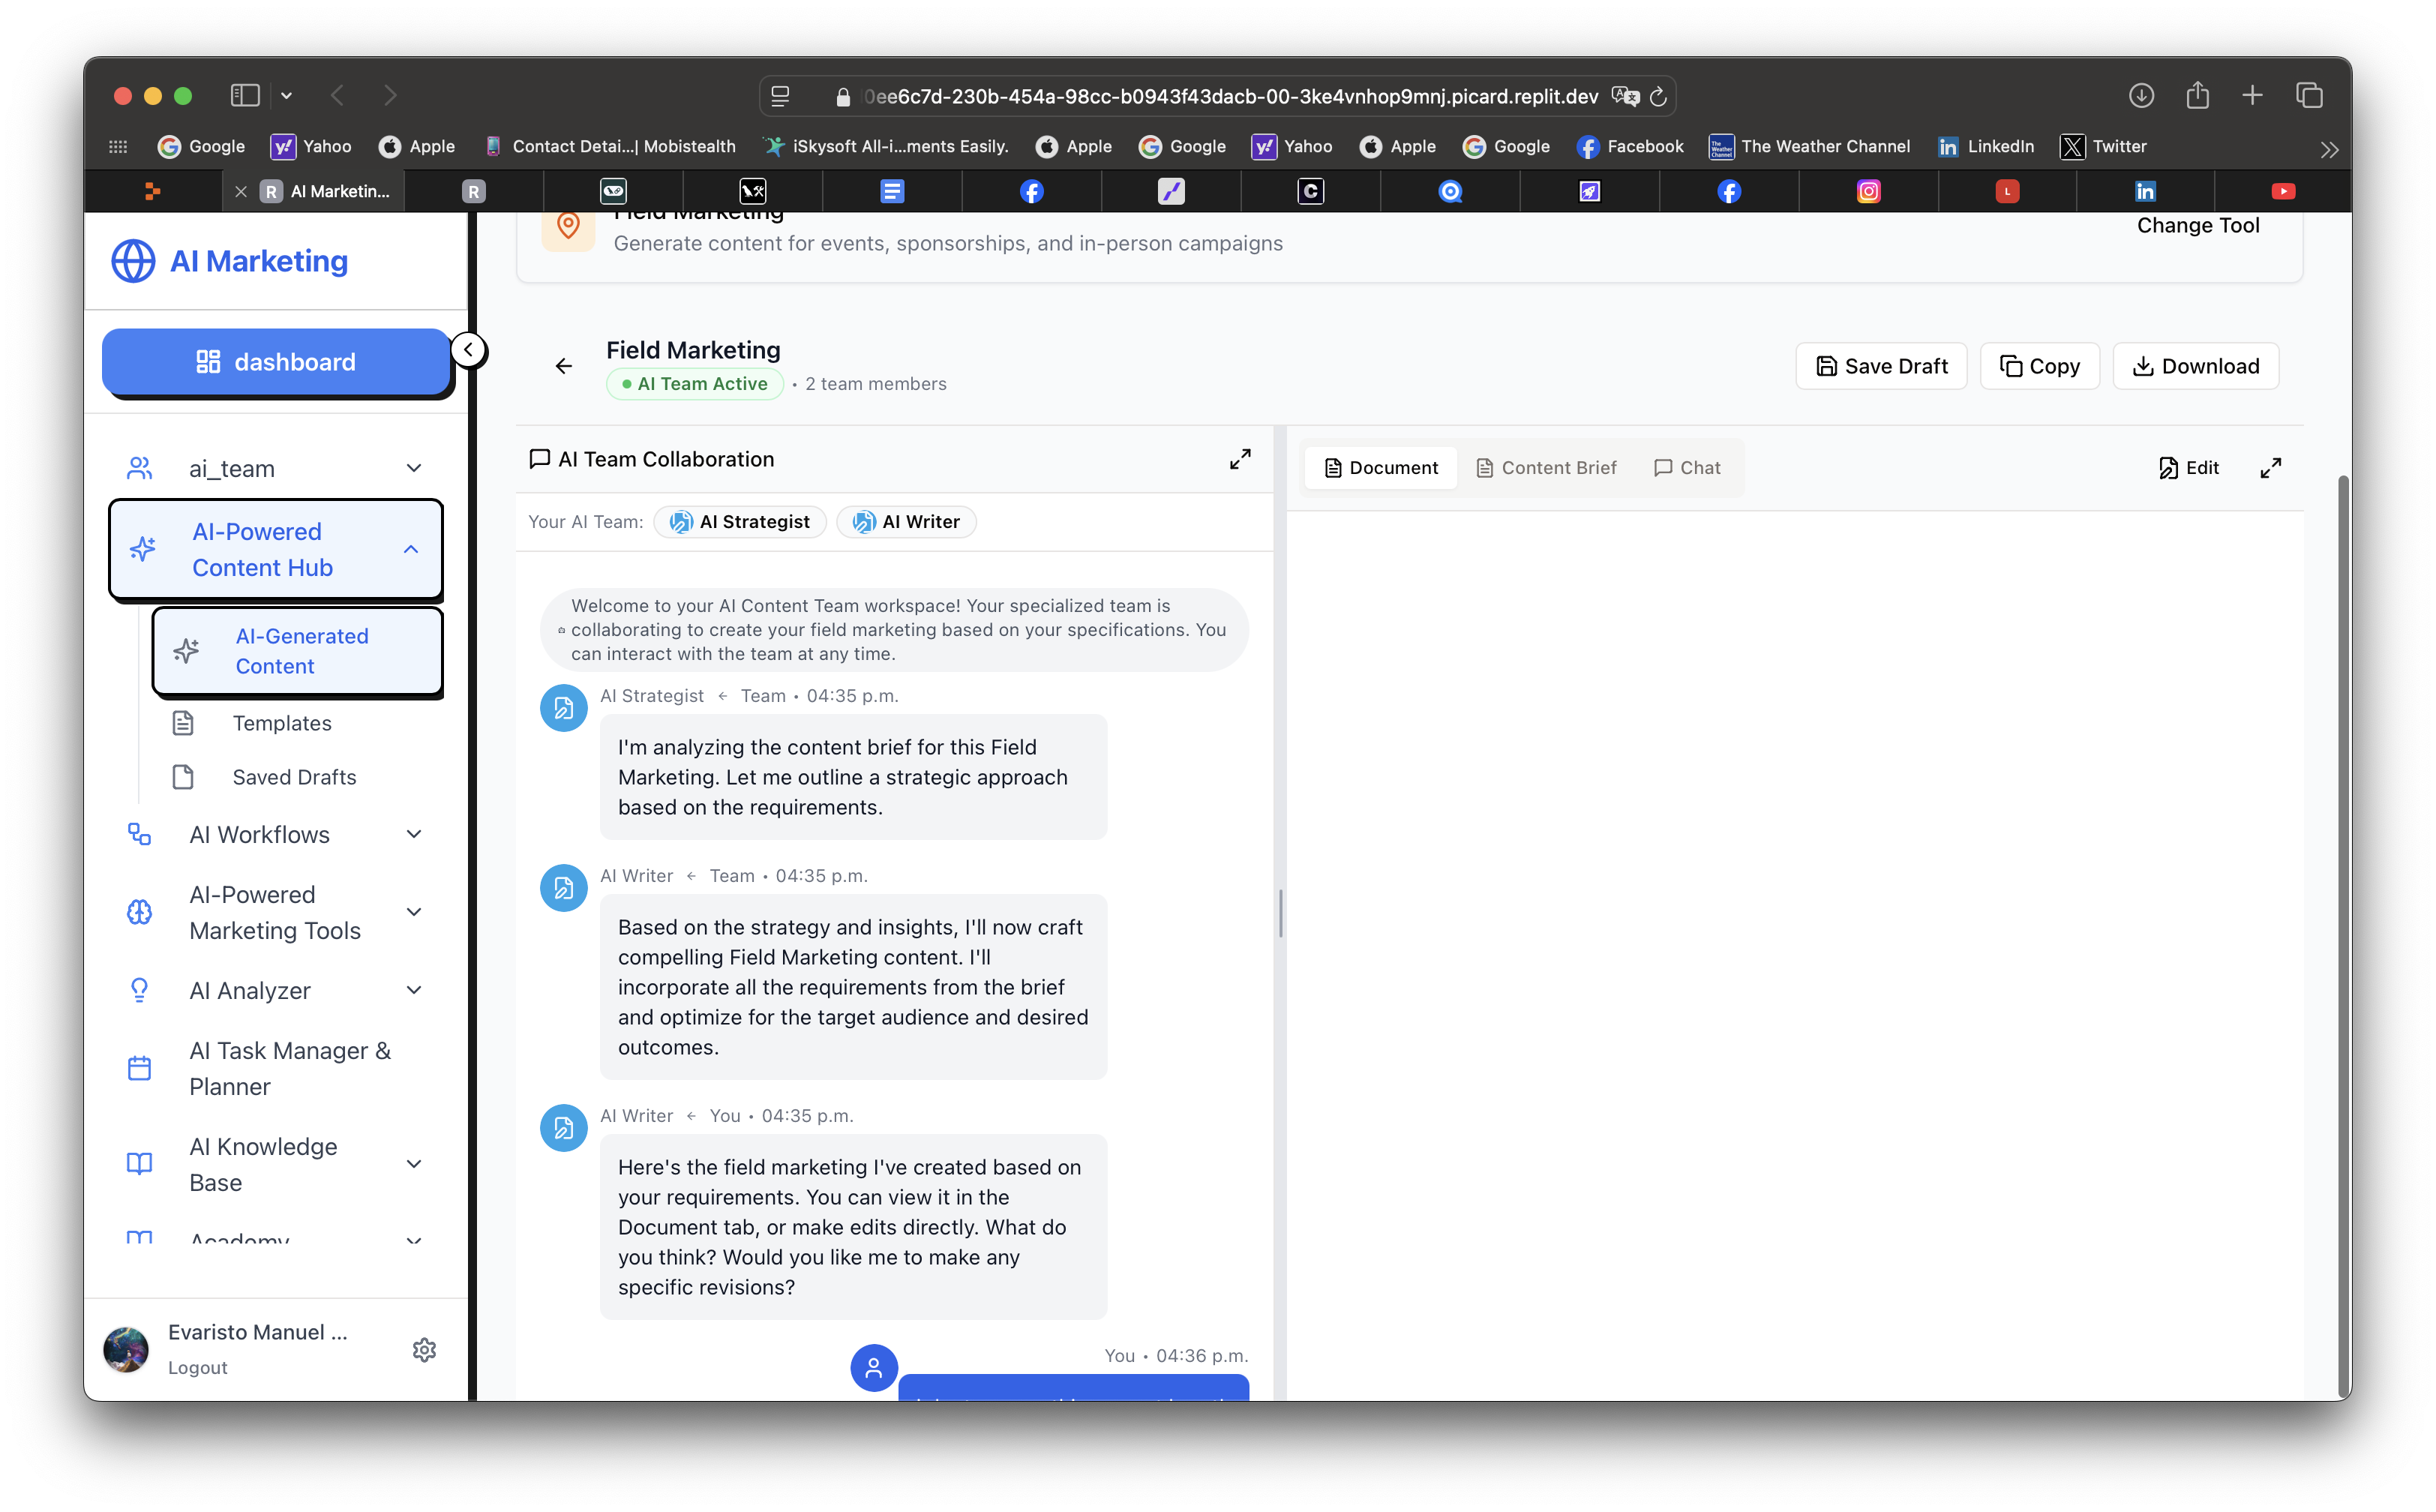 0ee6c7d-230b-454a-98cc-b0943f43dacb-00-3ke4vnhop9mnj.picard.replit.dev
Google
Yahoo
Apple
Contact Detai...| Mobistealth
iSkysoft All-i...ments Easily.
Apple
Google
Yahoo
Apple
Google
Facebook
The Weather Channel
LinkedIn
Twitter
R AI Marketin...
R
AI Marketing
dashboard
ai_team
AI-Powered
Content Hub
AI-Generated
Content
Templates
Saved Drafts
AI Workflows
AI-Powered
Marketing Tools
AI Analyzer
AI Task Manager &
Planner
AI Knowledge
Base
Academy
Evaristo Manuel ...
Logout
Field Marketing
Generate content for events, sponsorships, and in-person campaigns
Change Tool
Field Marketing
AI Team Active • 2 team members
Save Draft
Copy
Download
AI Team Collaboration
Your AI Team: AI Strategist AI Writer
Welcome to your AI Content Team workspace! Your specialized team is
collaborating to create your field marketing based on your specifications. You
can interact with the team at any time.
AI Strategist ← Team • 04:35 p.m.
I'm analyzing the content brief for this Field
Marketing. Let me outline a strategic approach
based on the requirements.
AI Writer ← Team • 04:35 p.m.
Based on the strategy and insights, I'll now craft
compelling Field Marketing content. I'll
incorporate all the requirements from the brief
and optimize for the target audience and desired
outcomes.
AI Writer ← You • 04:35 p.m.
Here's the field marketing I've created based on
your requirements. You can view it in the
Document tab, or make edits directly. What do
you think? Would you like me to make any
specific revisions?
You • 04:36 p.m.
Document
Content Brief
Chat
Edit